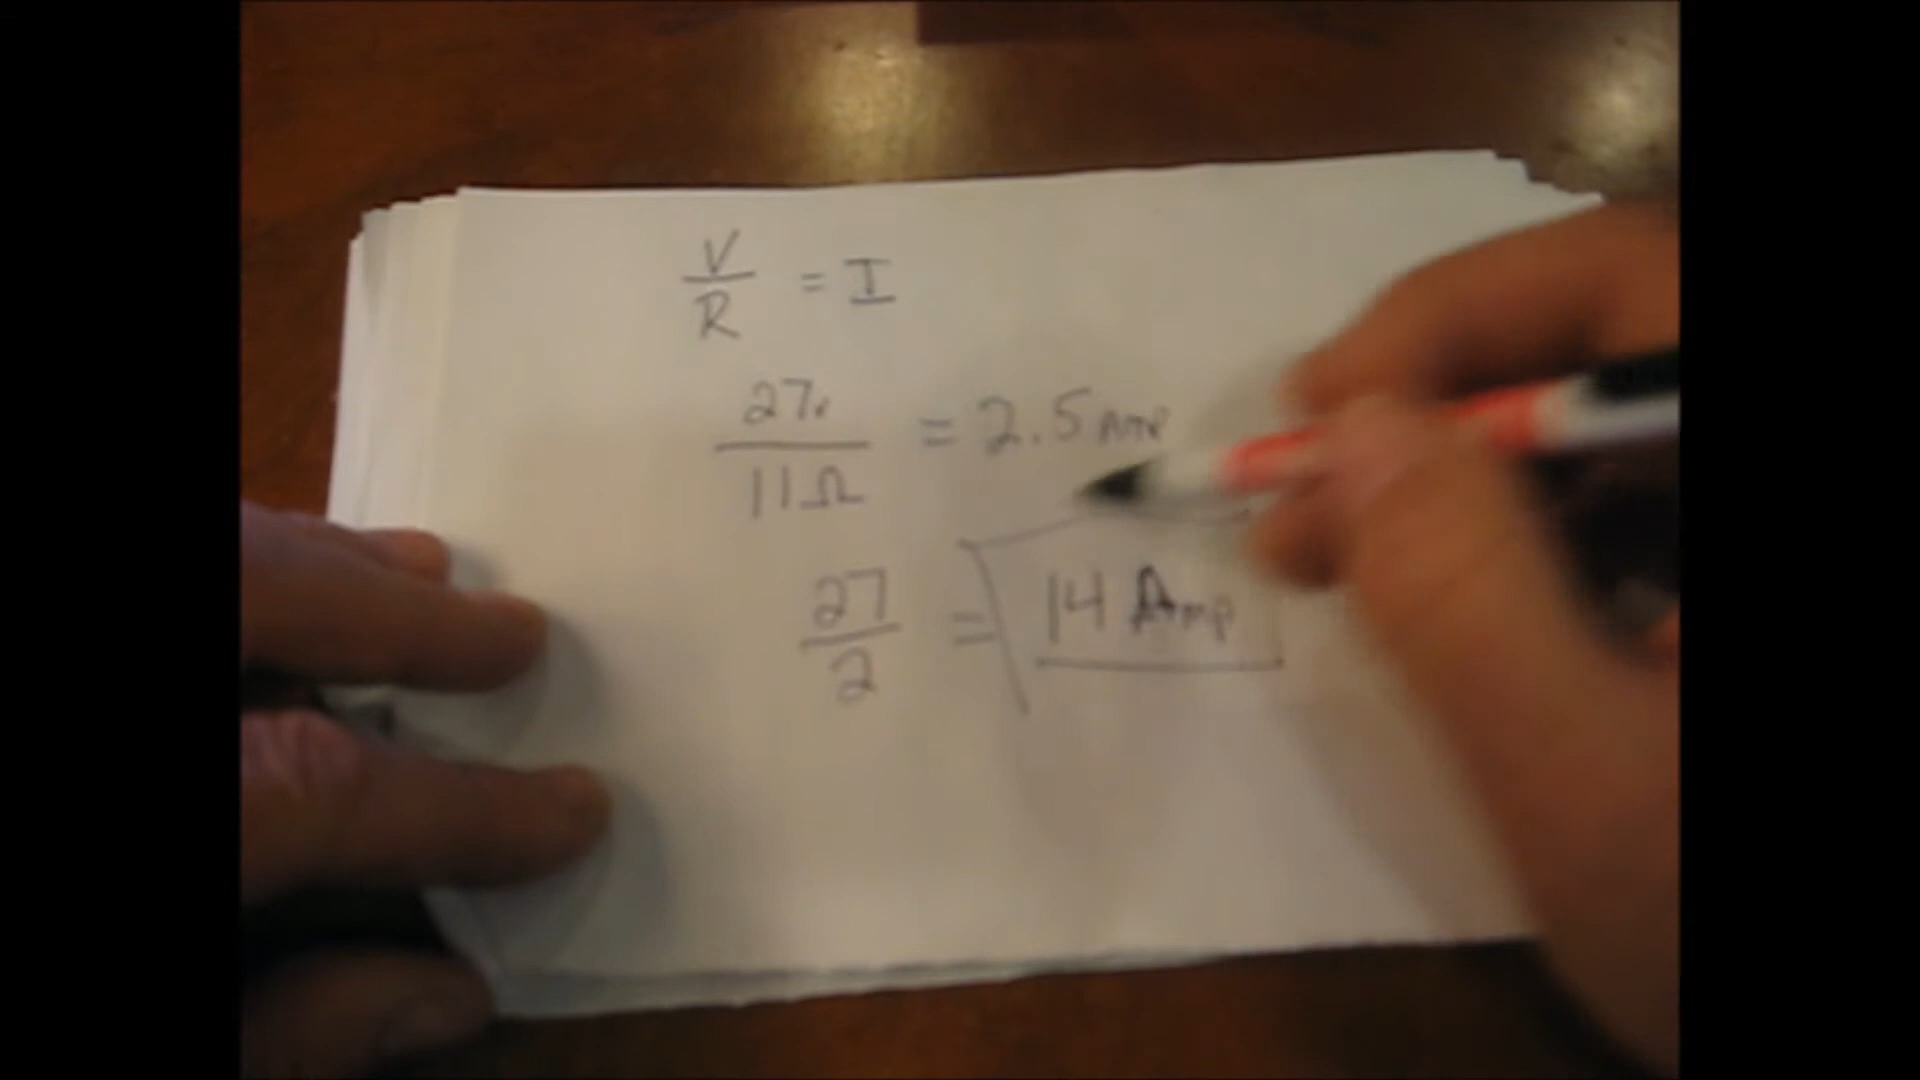 V
R
= I
27v
11Ω
= 2.5 Amp
27
2
= 14 Amp